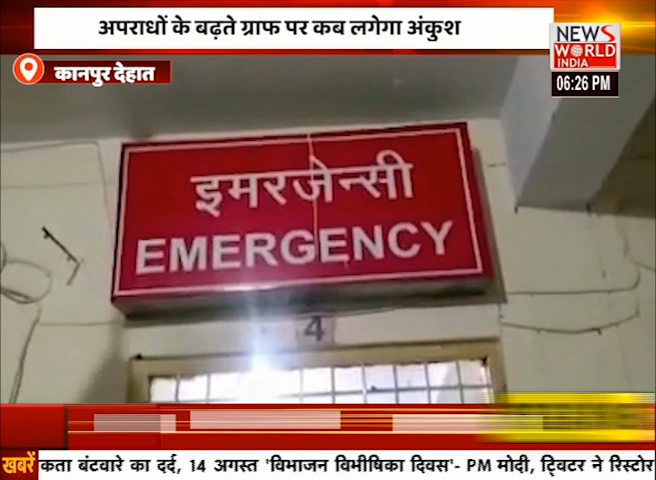 अपराधों के बढ़ते ग्राफ पर कब लगेगा अंकुश
NEWS
WORLD
INDIA
06:26 PM
कानपुर देहात
इमरजेन्सी
EMERGENCY
4
खबरें कता बंटवारे का दर्द, 14 अगस्त 'विभाजन विभीषिका दिवस'- PM मोदी, ट्विटर ने रिस्टोर